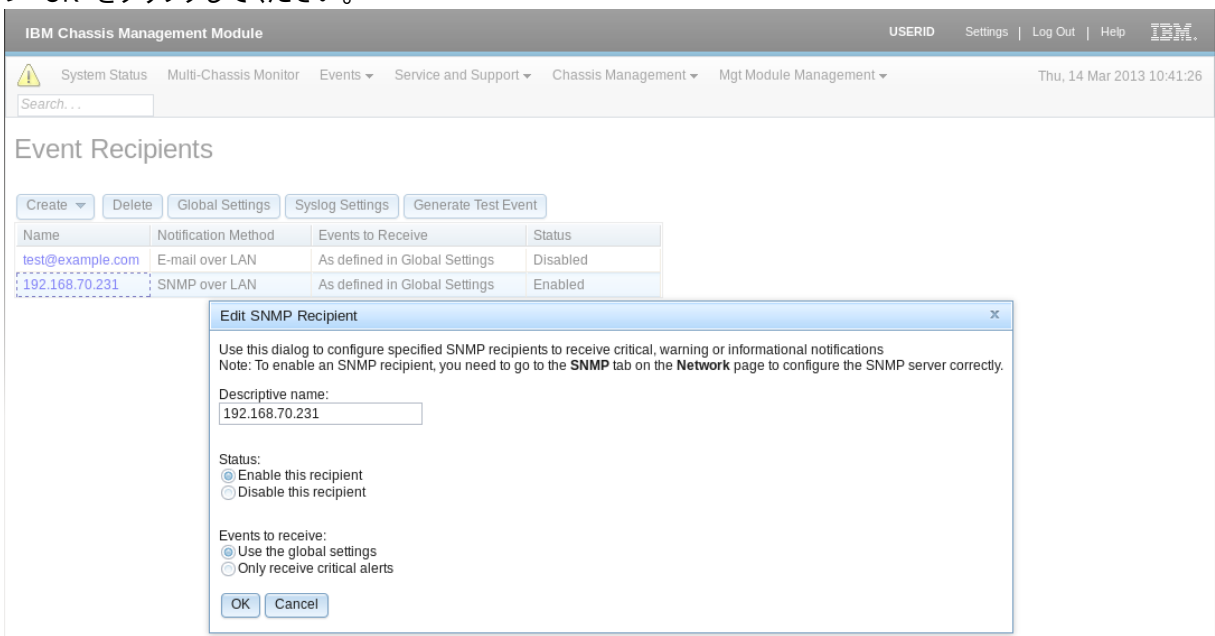 IBM Chassis Management Module USERID Settings | Log Out | Help IBM.
System Status Multi-Chassis Monitor Events Service and Support Chassis Management Mgt Module Management Thu, 14 Mar 2013 10:41:26
Search. . .
Event Recipients
Create Delete Global Settings Syslog Settings Generate Test Event
Name Notification Method Events to Receive Status
test@example.com E-mail over LAN As defined in Global Settings Disabled
192.168.70.231 SNMP over LAN As defined in Global Settings Enabled
Edit SNMP Recipient x
Use this dialog to configure specified SNMP recipients to receive critical, warning or informational notifications
Note: To enable an SNMP recipient, you need to go to the SNMP tab on the Network page to configure the SNMP server correctly.
Descriptive name:
192.168.70.231
Status:
Enable this recipient
Disable this recipient
Events to receive:
Use the global settings
Only receive critical alerts
OK Cancel